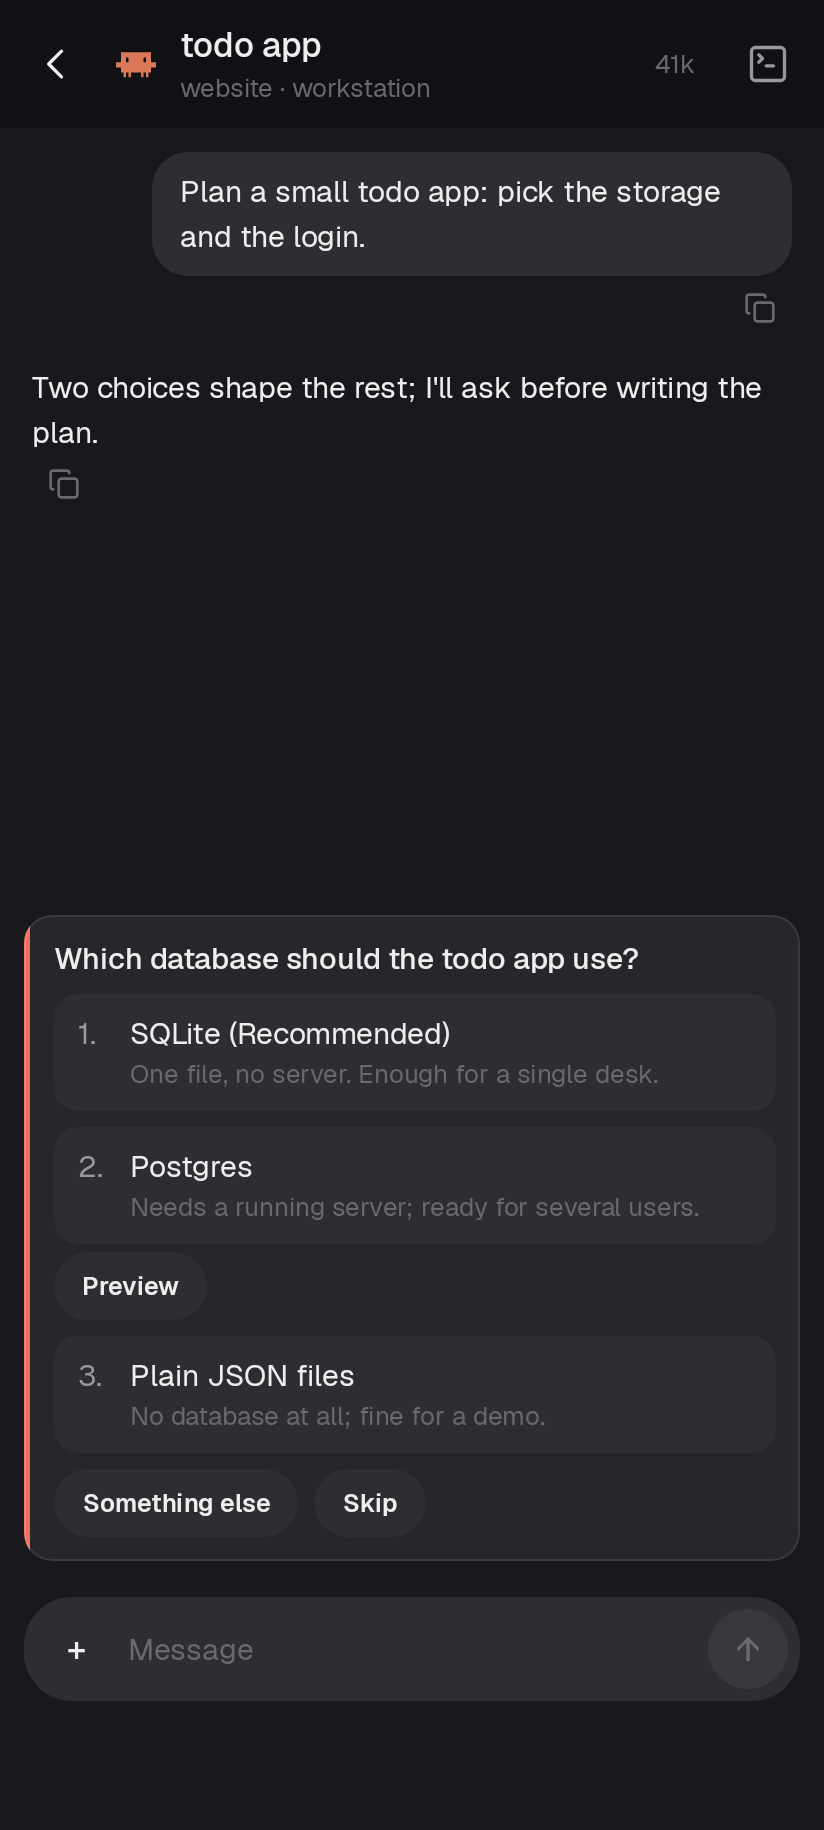 todo app
website · workstation
41k
Plan a small todo app: pick the storage
and the login.
Two choices shape the rest; I'll ask before writing the
plan.
Which database should the todo app use?
1. SQLite (Recommended)
One file, no server. Enough for a single desk.
2. Postgres
Needs a running server; ready for several users.
Preview
3. Plain JSON files
No database at all; fine for a demo.
Something else Skip
+ Message